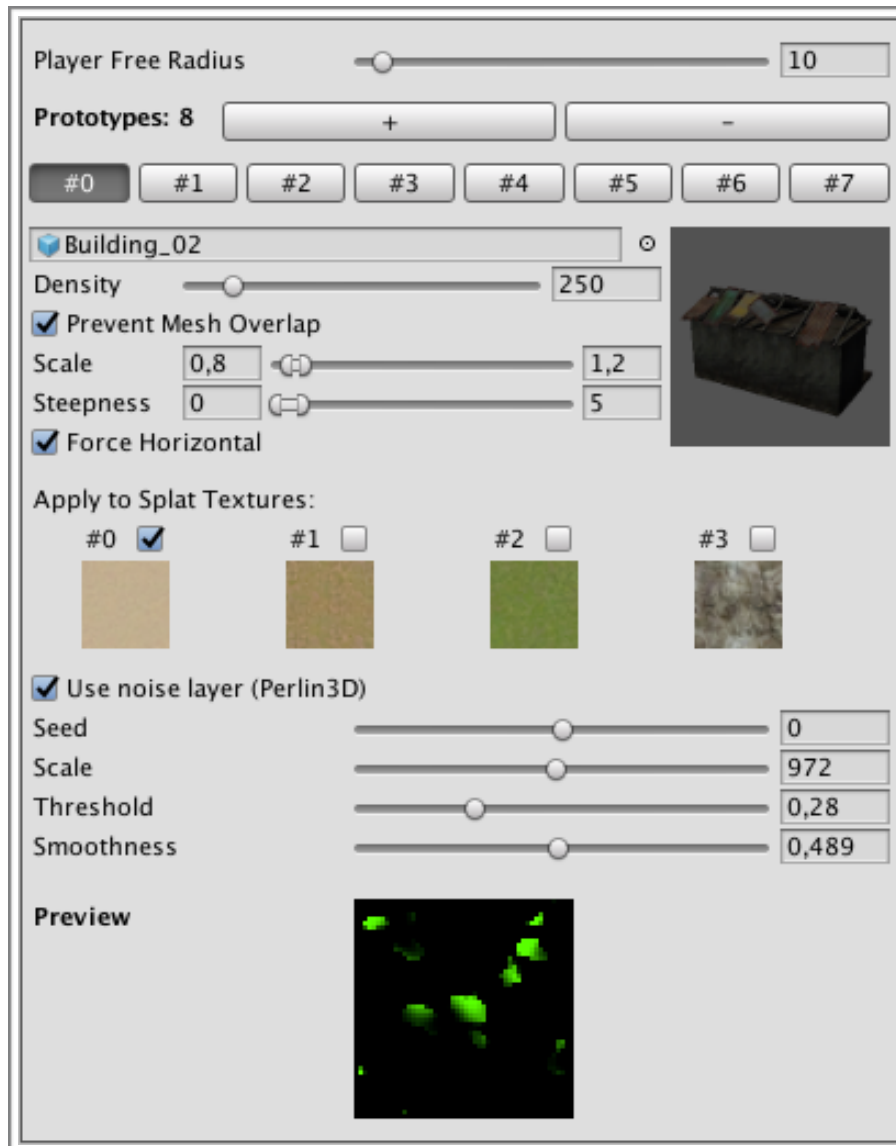 Player Free Radius 10
Prototypes: 8 + -
#0 #1 #2 #3 #4 #5 #6 #7
Building_02
Density 250
Prevent Mesh Overlap
Scale 0,8 1,2
Steepness 0 5
Force Horizontal
Apply to Splat Textures:
#0 #1 #2 #3
Use noise layer (Perlin3D)
Seed 0
Scale 972
Threshold 0,28
Smoothness 0,489
Preview